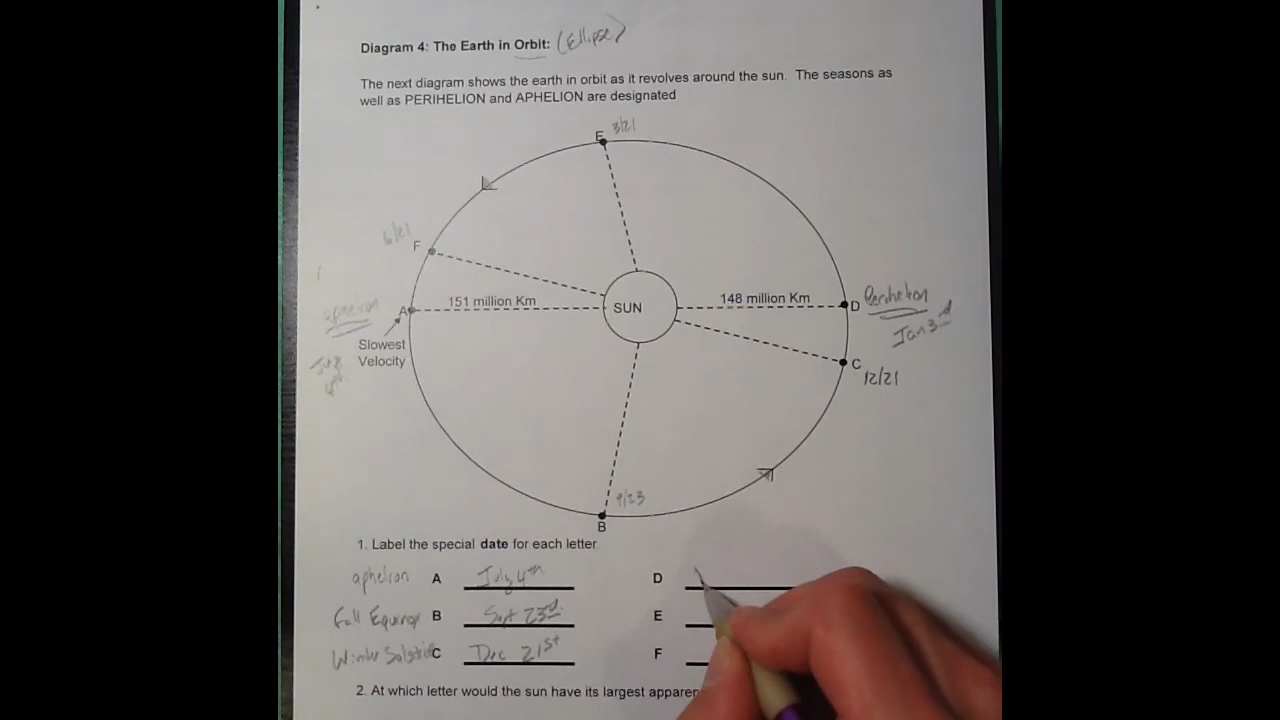 Diagram 4: The Earth in Orbit: (Ellipse)
The next diagram shows the earth in orbit as it revolves around the sun. The seasons as
well as PERIHELION and APHELION are designated
E 3/21
6/21 F
A 151 million Km SUN 148 million Km D Perihelion
Jan 3rd
aphelion
Slowest
Velocity
C 12/21
9/23
B
1. Label the special date for each letter
aphelion A July 4th D
Fall Equinox B Sept 23rd E
Winter Solstice C Dec 21st F
2. At which letter would the sun have its largest apparen